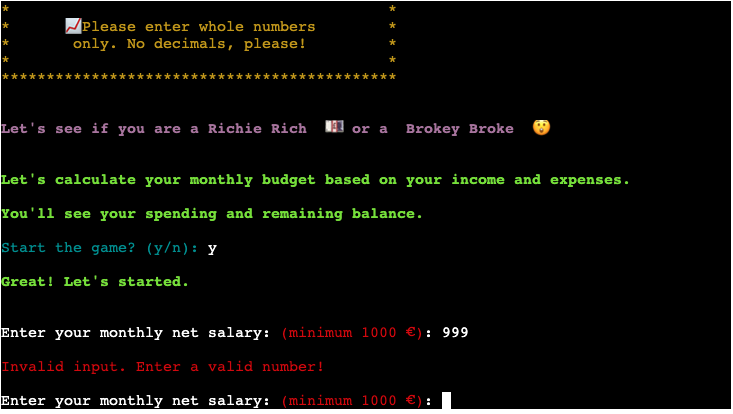 *                                          *
*      📈Please enter whole numbers        *
*       only. No decimals, please!         *
*                                          *
********************************************
Let's see if you are a Richie Rich 💶 or a  Brokey Broke 😲
Let's calculate your monthly budget based on your income and expenses.
You'll see your spending and remaining balance.
Start the game? (y/n): y
Great! Let's started.
Enter your monthly net salary: (minimum 1000 €): 999
Invalid input. Enter a valid number!
Enter your monthly net salary: (minimum 1000 €):